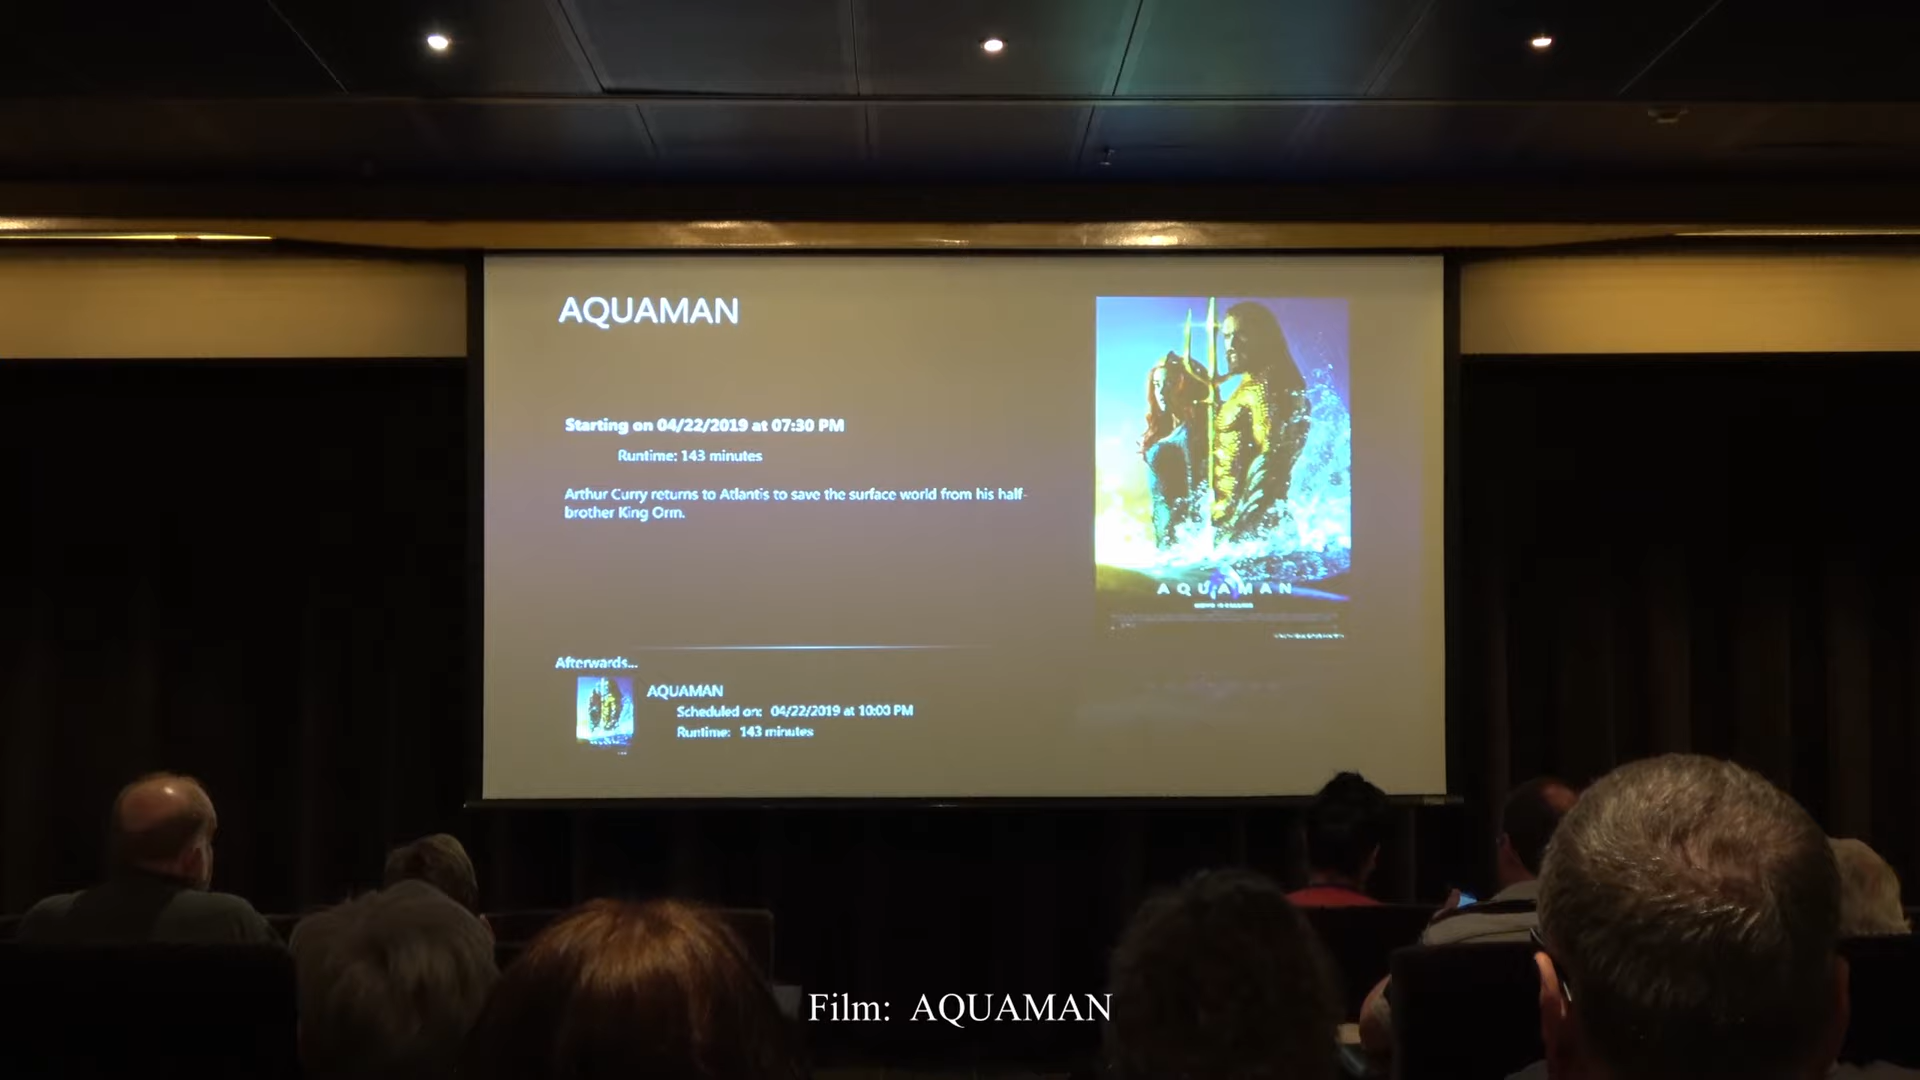 AQUAMAN
Starting on 04/22/2019 at 07:30 PM
Runtime: 143 minutes
Arthur Curry returns to Atlantis to save the surface world from his half-
brother King Orm.
AQUAMAN
Afterwards...
AQUAMAN
Scheduled on: 04/22/2019 at 10:00 PM
Runtime: 143 minutes
Film: AQUAMAN